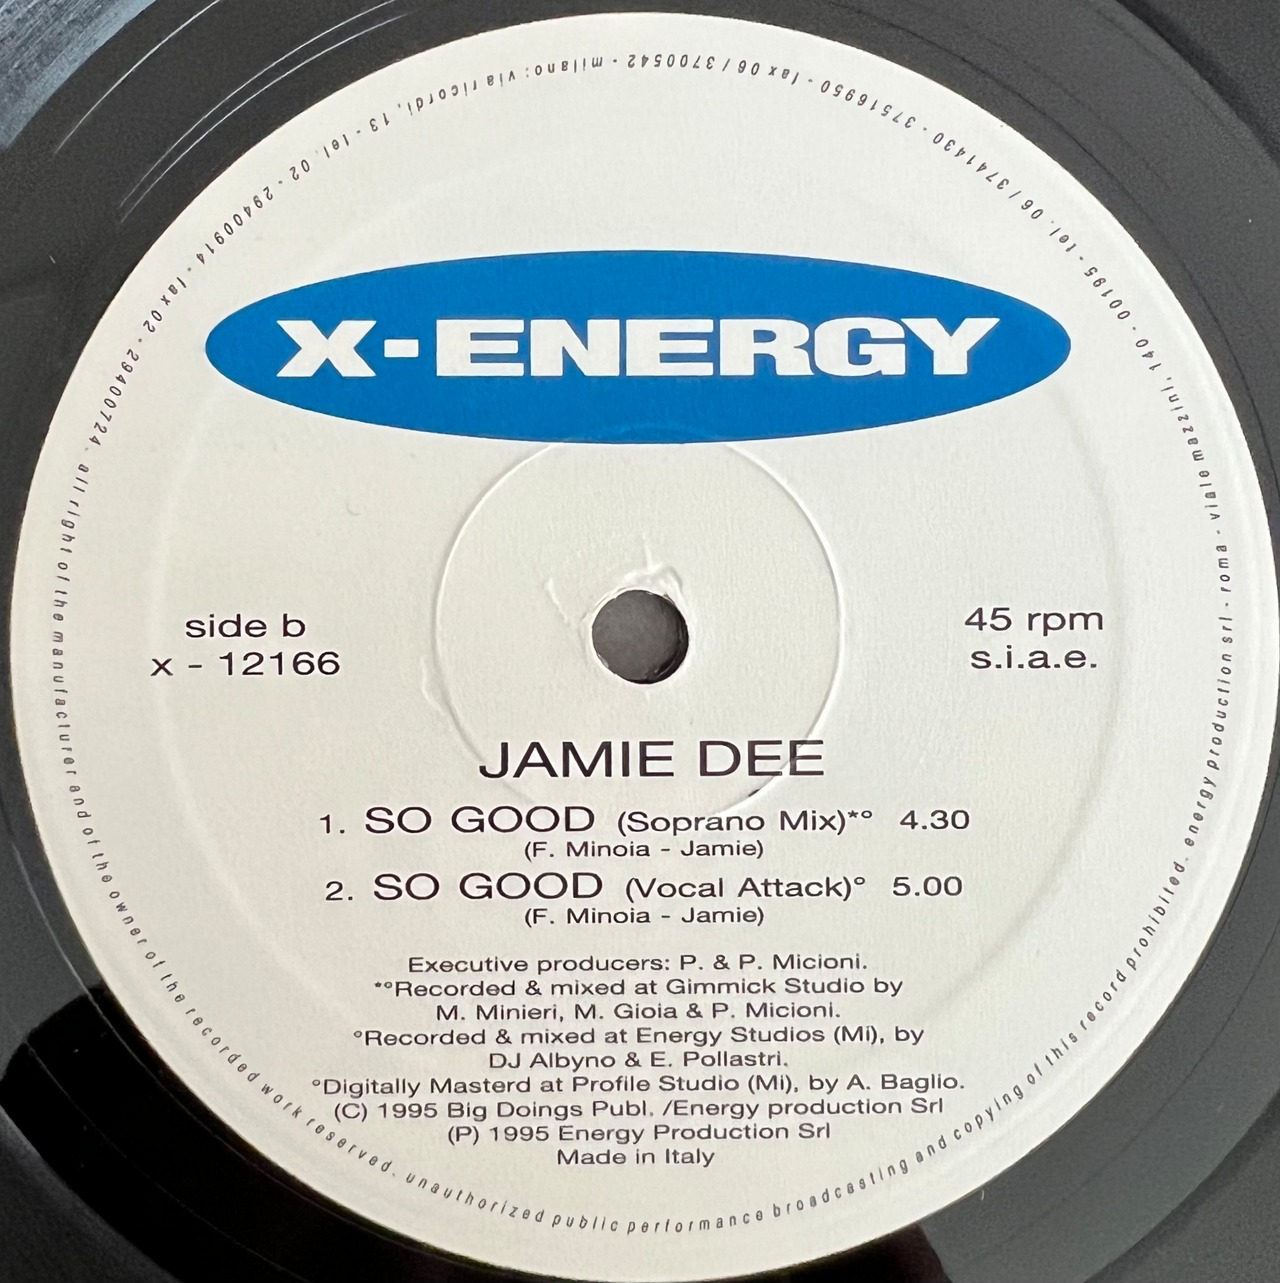 X-ENERGY
side b
x - 12166
45 rpm
s.i.a.e.
JAMIE DEE
1. SO GOOD (Soprano Mix)*° 4.30
(F. Minoia - Jamie)
2. SO GOOD (Vocal Attack)° 5.00
(F. Minoia - Jamie)
Executive producers: P. & P. Micioni.
*°Recorded & mixed at Gimmick Studio by
M. Minieri, M. Gioia & P. Micioni.
°Recorded & mixed at Energy Studios (Mi), by
DJ Albyno & E. Pollastri.
°Digitally Masterd at Profile Studio (Mi), by A. Baglio.
(C) 1995 Big Doings Publ. /Energy production Srl
(P) 1995 Energy Production Srl
Made in Italy
all right of the manufacturer and of the owner of the recorded work reserved. unauthorized public performance broadcasting and copying of this record prohibited. energy production srl - roma - viale mazzini, 140 - 00195 - tel. 06 / 3741430 - 37516950 - fax 06 / 3700542 - milano: via ricordi, 13 - tel. 02 - 29400914 - fax 02 - 29400724.